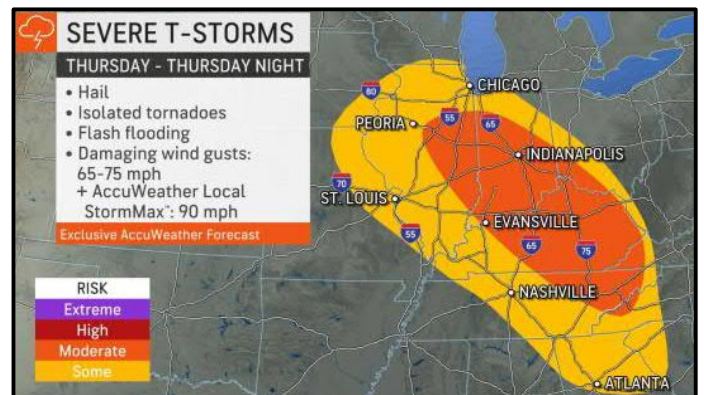 SEVERE T-STORMS
THURSDAY - THURSDAY NIGHT
• Hail
• Isolated tornadoes
• Flash flooding
• Damaging wind gusts:
65-75 mph
+ AccuWeather Local
StormMax™: 90 mph
Exclusive AccuWeather Forecast
RISK
Extreme
High
Moderate
Some
80
CHICAGO
PEORIA
55
65
INDIANAPOLIS
70
ST. LOUIS
EVANSVILLE
55
65
75
NASHVILLE
65
ATLANTA